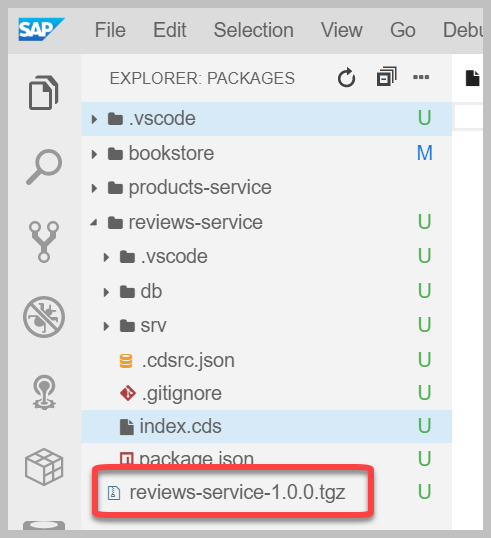 SAP File Edit Selection View Go Debu
EXPLORER: PACKAGES
.vscode U
bookstore M
products-service
reviews-service U
.vscode U
db U
srv U
.cdsrc.json U
.gitignore U
index.cds U
package.json U
reviews-service-1.0.0.tgz U